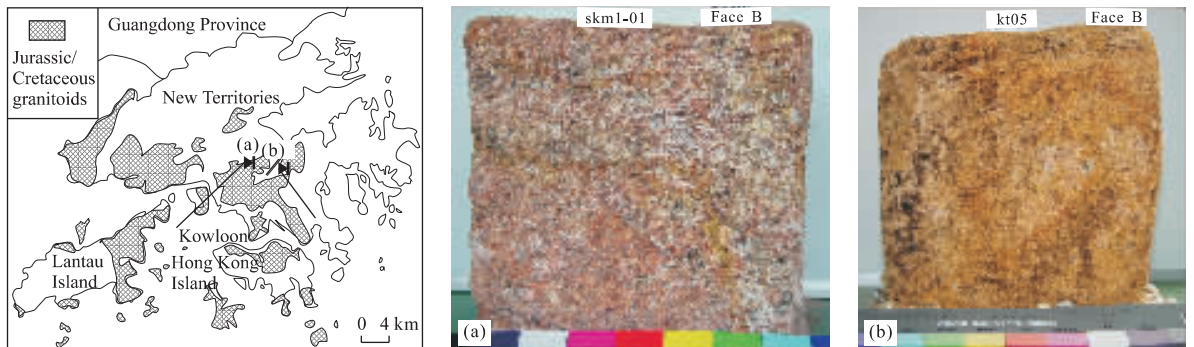 Guangdong Province
Jurassic/
Cretaceous
granitoids
New Territories
(a)
(b)
Kowloon
Lantau
Island
Hong Kong
Island
0 4 km
skm1-01
Face B
(a)
kt05
Face B
(b)